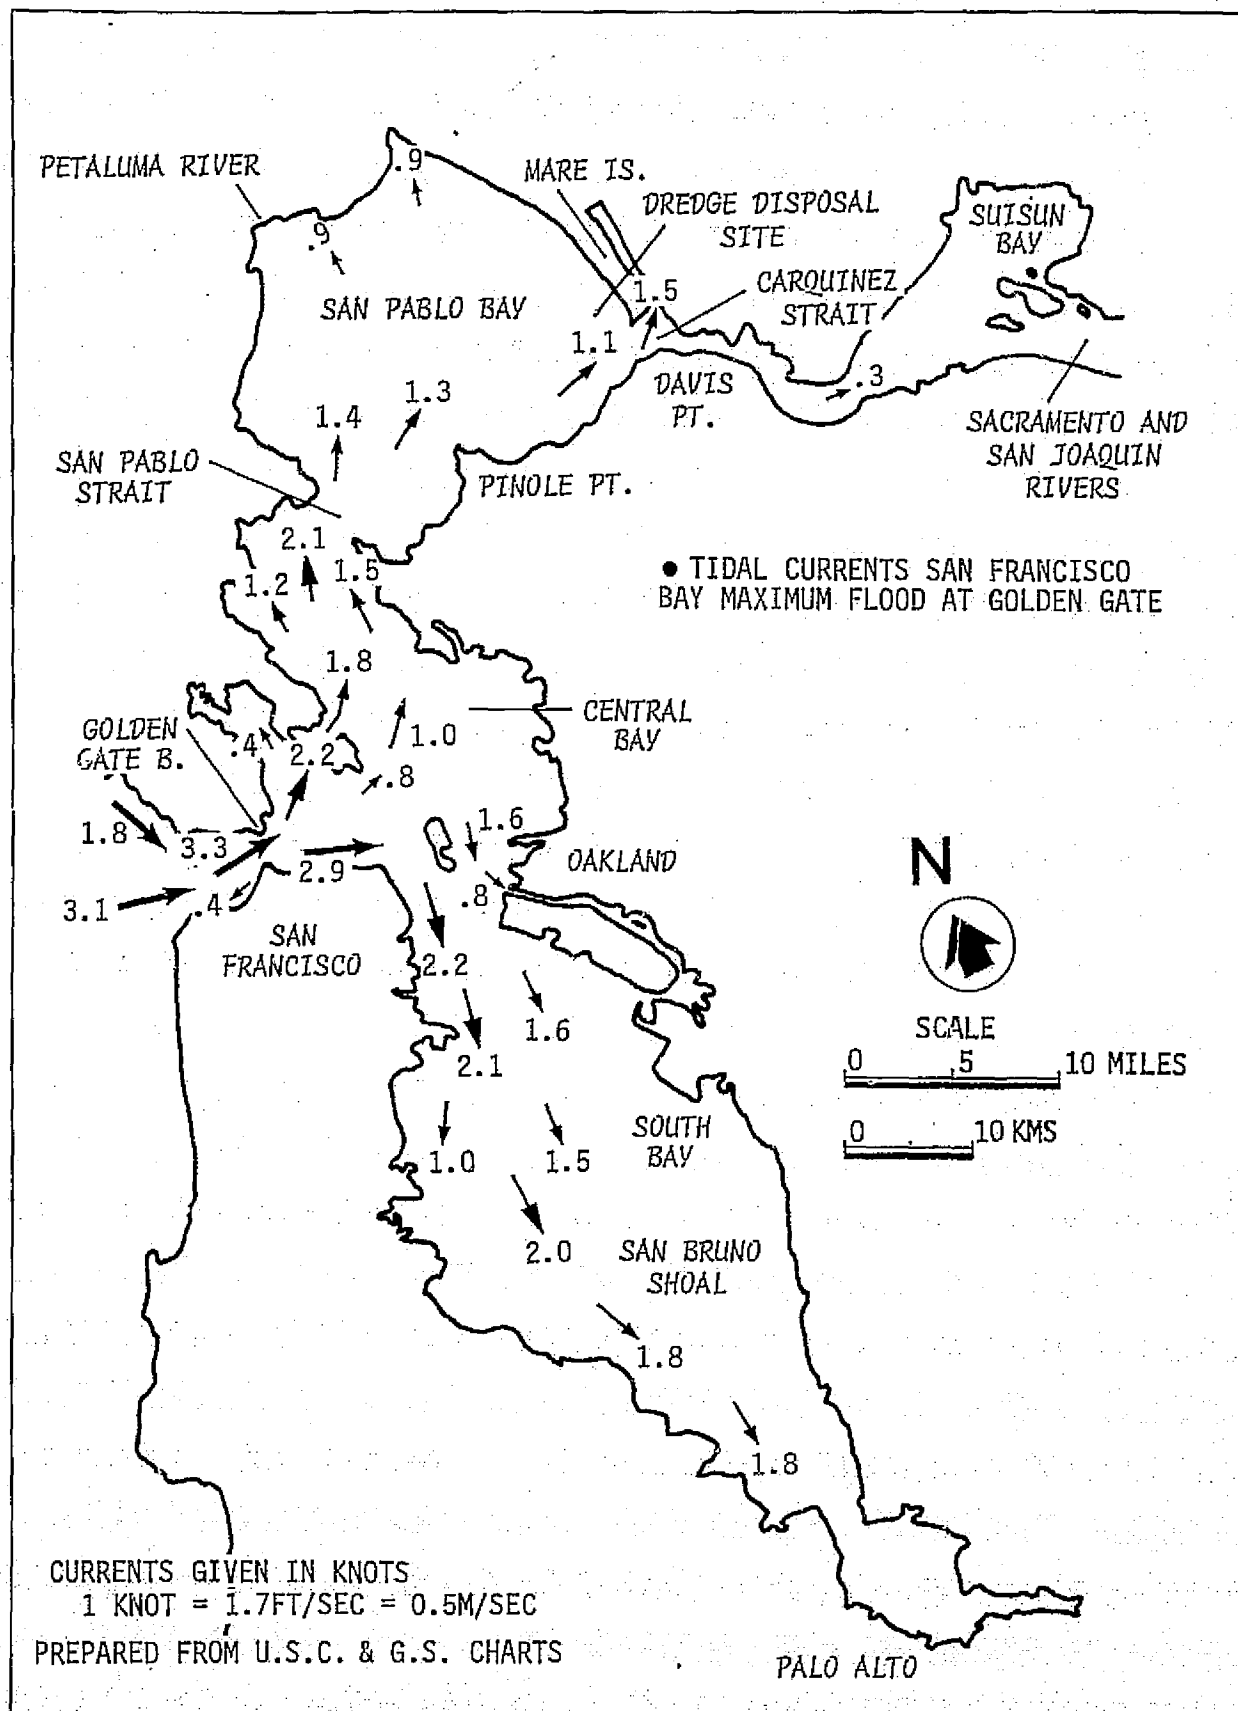 .9
PETALUMA RIVER
MARE IS.
DREDGE DISPOSAL
SITE
SUISUN
BAY
.9
SAN PABLO BAY
1.5
CARQUINEZ
STRAIT
1.1
DAVIS
PT.
.3
1.3
1.4
SACRAMENTO AND
SAN JOAQUIN
RIVERS
SAN PABLO
STRAIT
PINOLE PT.
2.1
1.2
1.5
● TIDAL CURRENTS SAN FRANCISCO
BAY MAXIMUM FLOOD AT GOLDEN GATE
1.8
GOLDEN
GATE B.
.4
2.2
1.0
.8
CENTRAL
BAY
1.8
3.3
2.9
1.6
OAKLAND
3.1
.4
.8
SAN
FRANCISCO
2.2
N
1.6
2.1
SCALE
0 5 10 MILES
0 10 KMS
SOUTH
BAY
1.0
1.5
2.0
SAN BRUNO
SHOAL
1.8
1.8
CURRENTS GIVEN IN KNOTS
1 KNOT = 1.7FT/SEC = 0.5M/SEC
PREPARED FROM U.S.C. & G.S. CHARTS
PALO ALTO